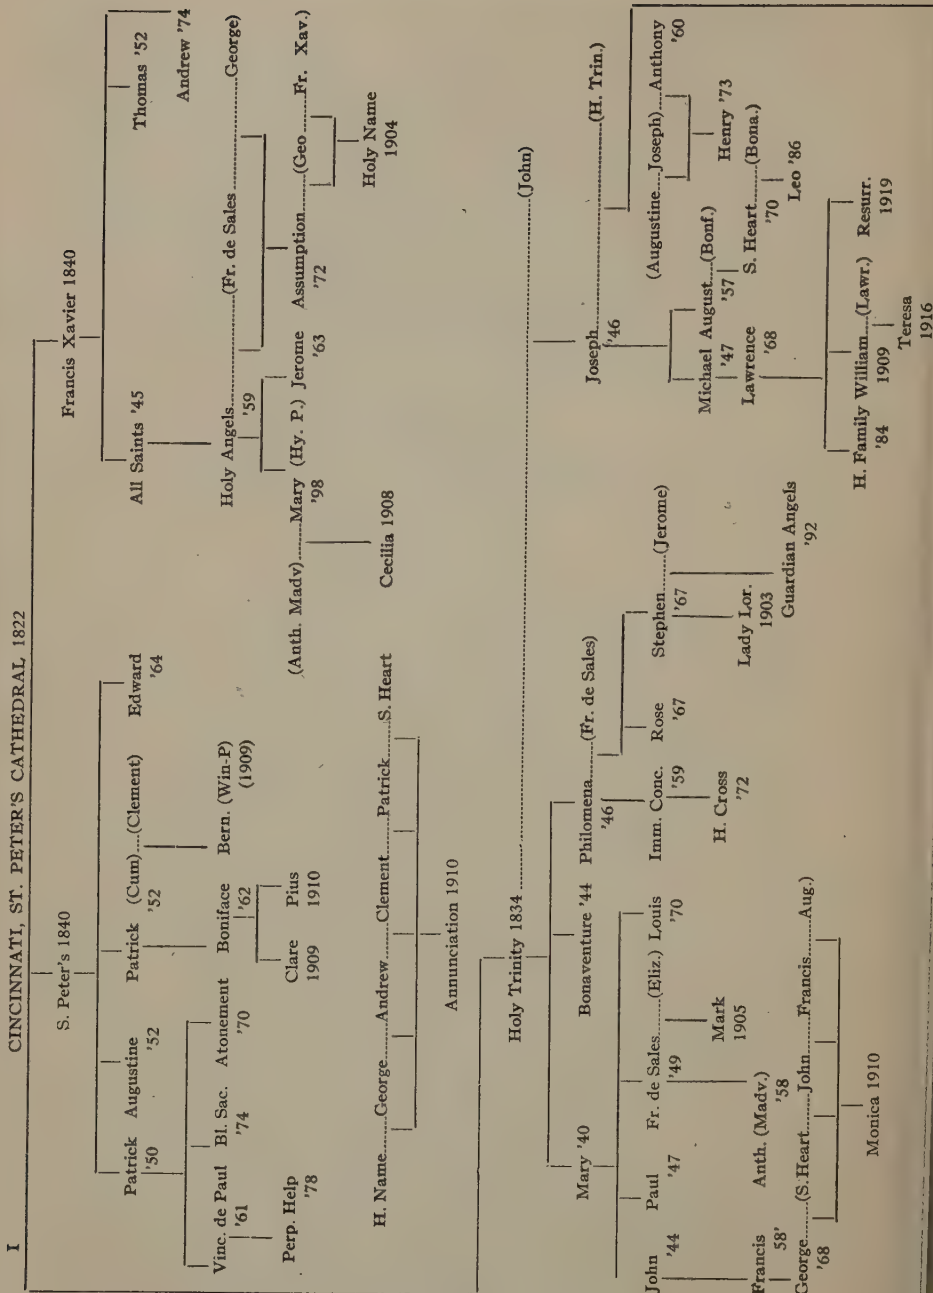 I CINCINNATI, ST. PETER'S CATHEDRAL 1822
S. Peter's 1840
Francis Xavier 1840
Patrick Augustine Patrick (Cum)....(Clement) Edward
'50 '52 '52 '64
All Saints '45 Thomas '52
Andrew '74
Vinc. de Paul Bl. Sac. Atonement Boniface Bern. (Win-P)
'61 '74 '70 '62 (1909)
Holy Angels........(Fr. de Sales........George)
'59
Perp. Help Clare Pius
'78 1909 1910
(Anth. Madv)......Mary (Hy. P.) Jerome Assumption......(Geo......Fr. Xav.)
'98 '63 '72
Holy Name
1904
Cecilia 1908
H. Name........George........Andrew........Clement........Patrick........S. Heart
Annunciation 1910
Holy Trinity 1834........(John)
Mary '40 Bonaventure '44 Philomena......(Fr. de Sales)
'46
Joseph........(H. Trin.)
'46
John Paul Fr. de Sales......(Eliz.) Louis Imm. Conc. Rose Stephen......(Jerome)
'44 '47 '49 '70 '59 '67 '67
Michael August....(Bonf.) (Augustine....Joseph)....Anthony
'47 '57 '60
Henry '73
Mark
1905
H. Cross
'72
Lady Lor.
1903
Guardian Angels
'92
Lawrence S. Heart......(Bona.)
'68 '70
Leo '86
Francis Anth. (Madv.)
58' '58
George......(S. Heart........John........Francis........Aug.)
'68
H. Family William....(Lawr.) Resurr.
'84 1909 1919
Teresa
1916
Monica 1910